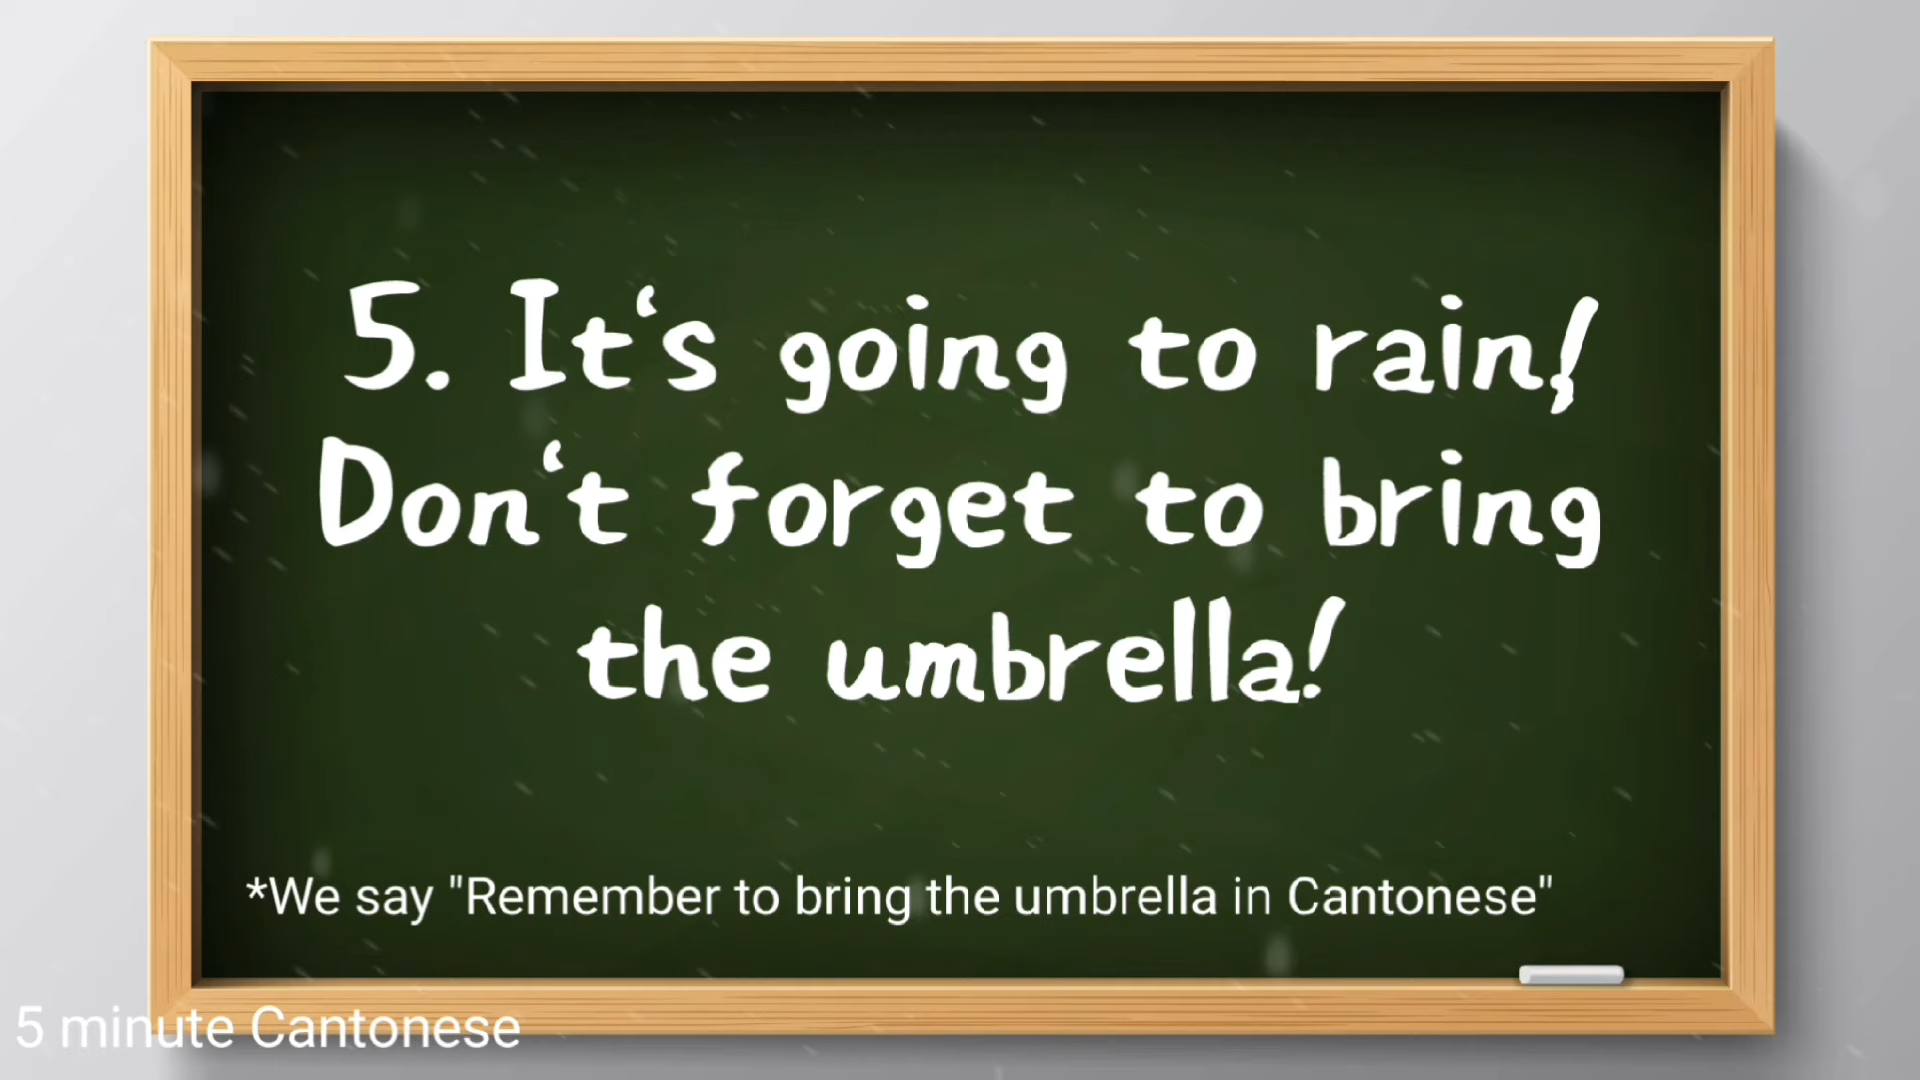 5. It's going to rain!
Don't forget to bring
the umbrella!
*We say "Remember to bring the umbrella in Cantonese"
5 minute Cantonese